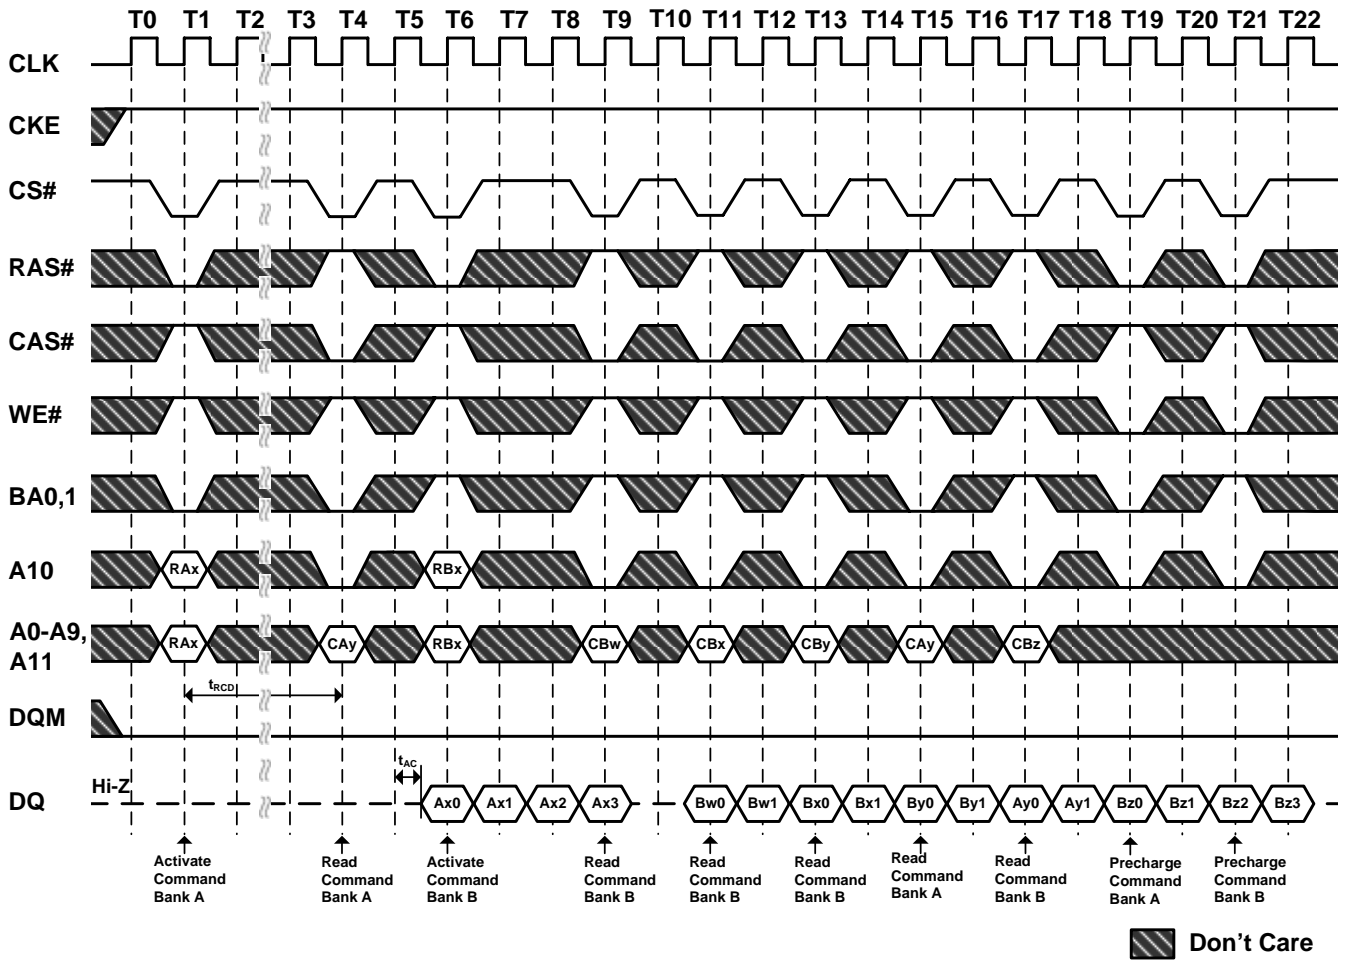 T0 T1 T2 T3 T4 T5 T6 T7 T8 T9 T10 T11 T12 T13 T14 T15 T16 T17 T18 T19 T20 T21 T22
CLK
CKE
CS#
RAS#
CAS#
WE#
BA0,1
A10
RAx RBx
A0-A9,
A11
RAx CAy RBx CBw CBx CBy CAy CBz
tRCD
DQM
tAC
Hi-Z
DQ
Ax0 Ax1 Ax2 Ax3 Bw0 Bw1 Bx0 Bx1 By0 By1 Ay0 Ay1 Bz0 Bz1 Bz2 Bz3
Activate
Command
Bank A
Read
Command
Bank A
Activate
Command
Bank B
Read
Command
Bank B
Read
Command
Bank B
Read
Command
Bank B
Read
Command
Bank A
Read
Command
Bank B
Precharge
Command
Bank A
Precharge
Command
Bank B
Don't Care